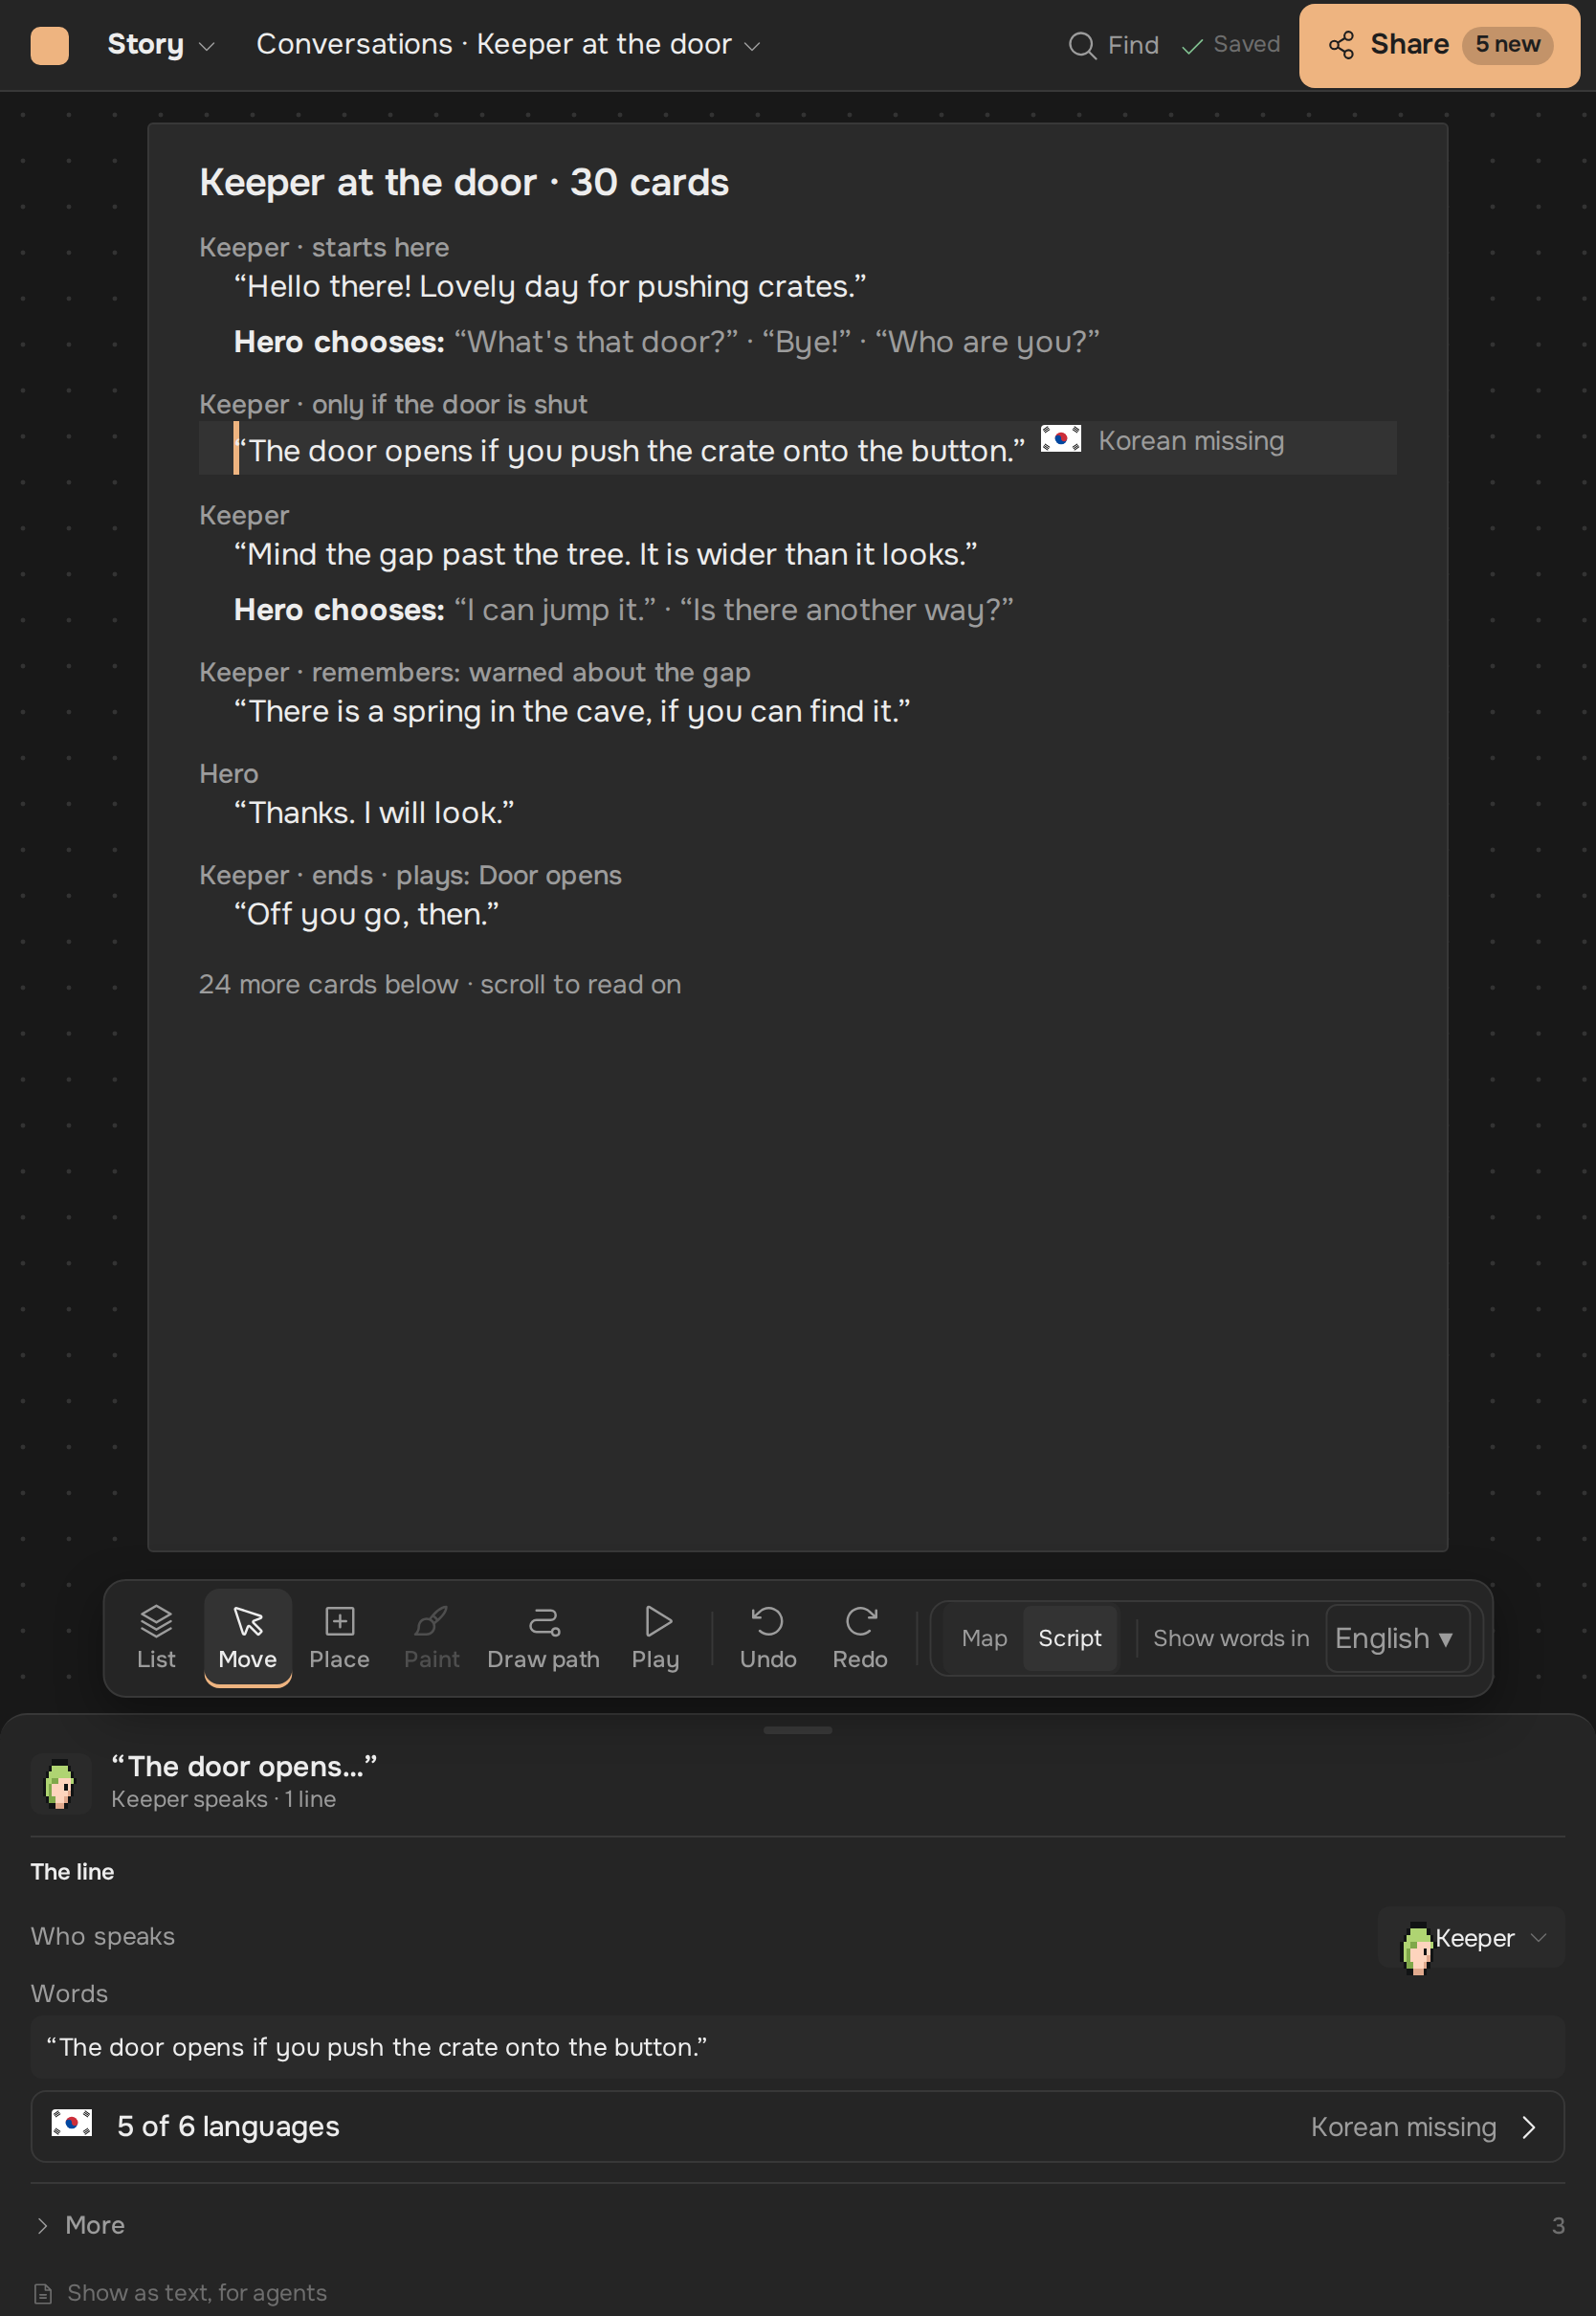 Story
Conversations · Keeper at the door
Find
Saved
Share
5 new
Keeper at the door · 30 cards
Keeper · starts here
“Hello there! Lovely day for pushing crates.”
Hero chooses: “What's that door?” · “Bye!” · “Who are you?”
Keeper · only if the door is shut
“The door opens if you push the crate onto the button.” Korean missing
Keeper
“Mind the gap past the tree. It is wider than it looks.”
Hero chooses: “I can jump it.” · “Is there another way?”
Keeper · remembers: warned about the gap
“There is a spring in the cave, if you can find it.”
Hero
“Thanks. I will look.”
Keeper · ends · plays: Door opens
“Off you go, then.”
24 more cards below · scroll to read on
List
Move
Place
Paint
Draw path
Play
Undo
Redo
Map
Script
Show words in
English ▾
“The door opens...”
Keeper speaks · 1 line
The line
Who speaks
Keeper
Words
“The door opens if you push the crate onto the button.”
5 of 6 languages
Korean missing
More
3
Show as text, for agents